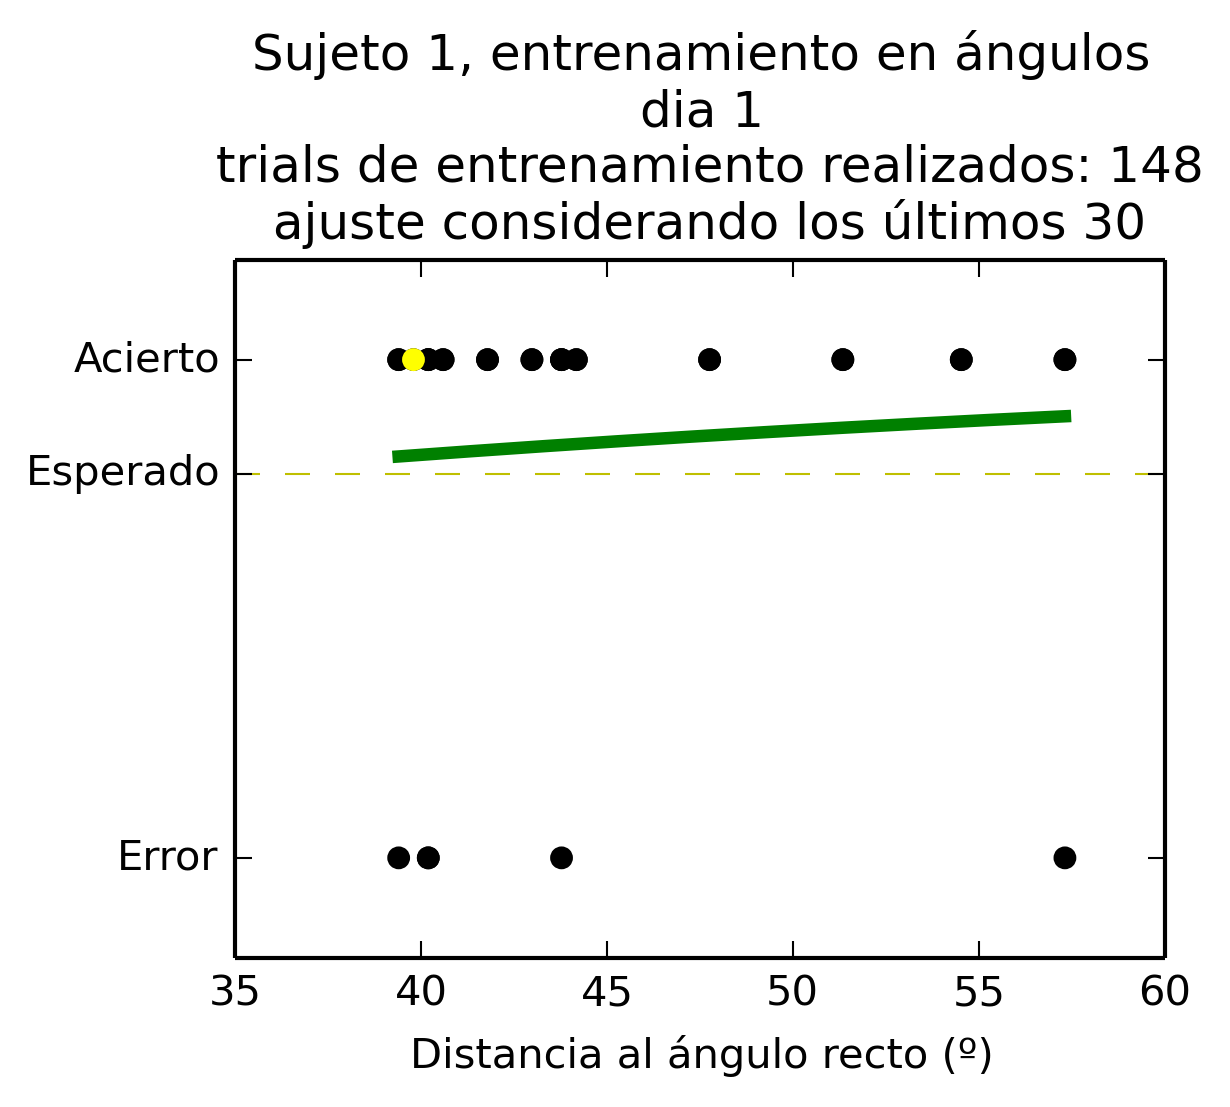 Sujeto 1, entrenamiento en ángulos
dia 1
trials de entrenamiento realizados: 148
ajuste considerando los últimos 30
Acierto
Esperado
Error
35 40 45 50 55 60
Distancia al ángulo recto (º)